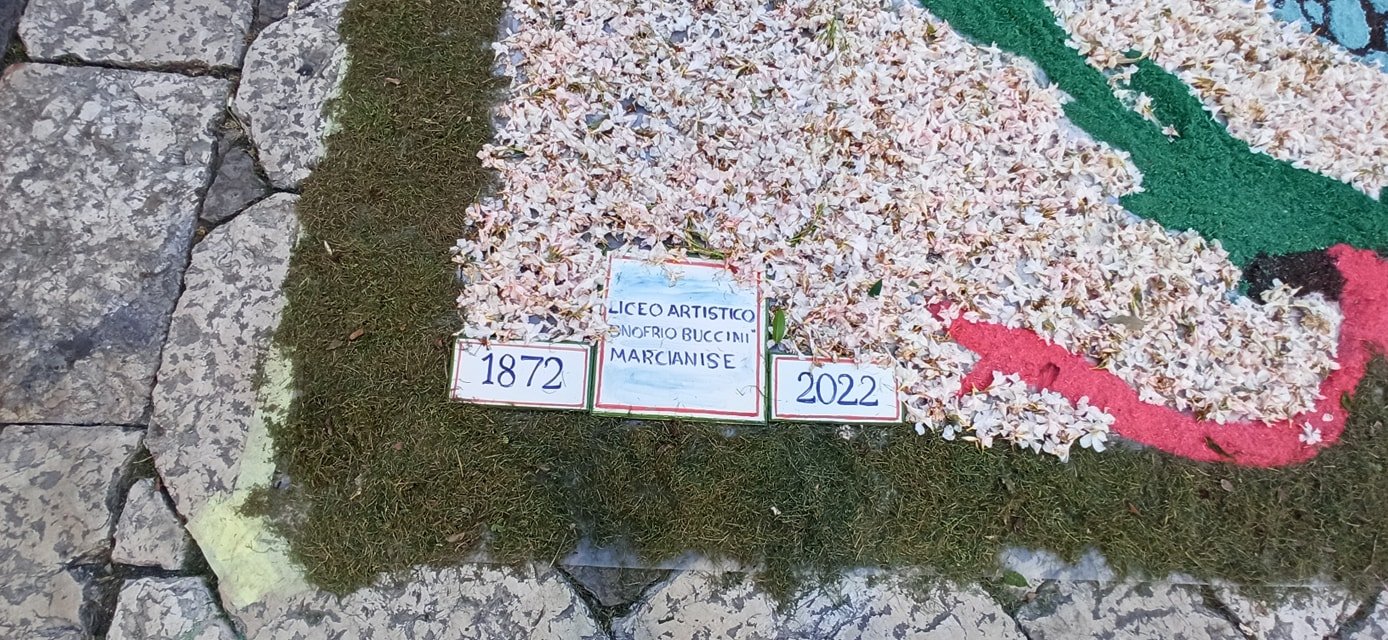 LICEO ARTISTICO
"ONOFRIO BUCCINI"
MARCIANISE
1872
2022